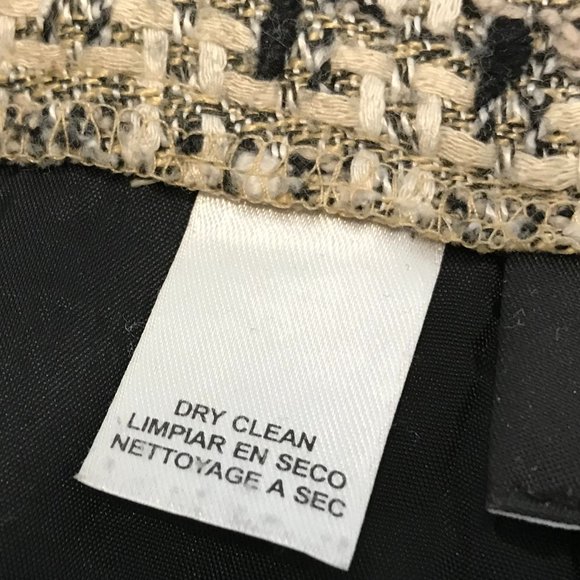 DRY CLEAN
LIMPIAR EN SECO
NETTOYAGE A SEC